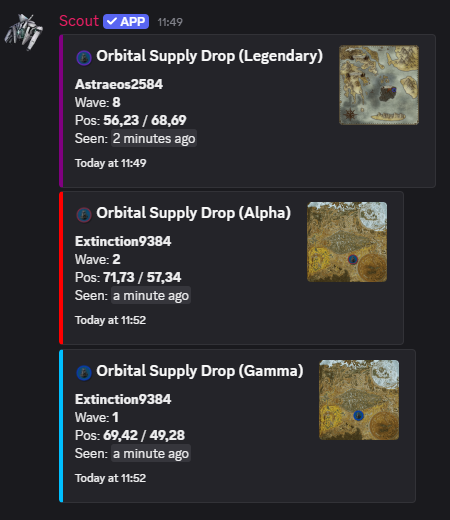 Scout ✓ APP 11:49
Orbital Supply Drop (Legendary)
Astraeos2584
Wave: 8
Pos: 56,23 / 68,69
Seen: 2 minutes ago
Today at 11:49
Orbital Supply Drop (Alpha)
Extinction9384
Wave: 2
Pos: 71,73 / 57,34
Seen: a minute ago
Today at 11:52
Orbital Supply Drop (Gamma)
Extinction9384
Wave: 1
Pos: 69,42 / 49,28
Seen: a minute ago
Today at 11:52